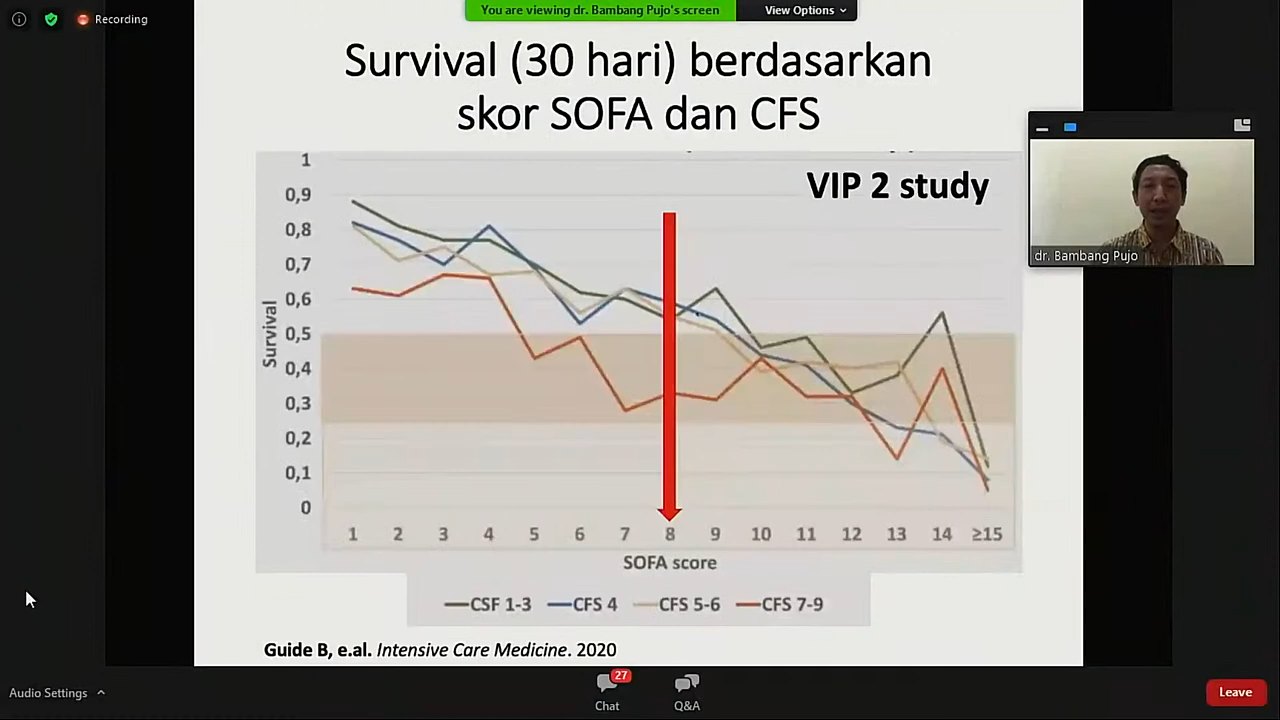 Recording
You are viewing dr. Bambang Pujo's screen
View Options
Survival (30 hari) berdasarkan
skor SOFA dan CFS
VIP 2 study
dr. Bambang Pujo
Survival
1
0,9
0,8
0,7
0,6
0,5
0,4
0,3
0,2
0,1
0
1 2 3 4 5 6 7 8 9 10 11 12 13 14 ≥15
SOFA score
CSF 1-3 CFS 4 CFS 5-6 CFS 7-9
Guide B, e.al. Intensive Care Medicine. 2020
Audio Settings
27
Chat
Q&A
Leave